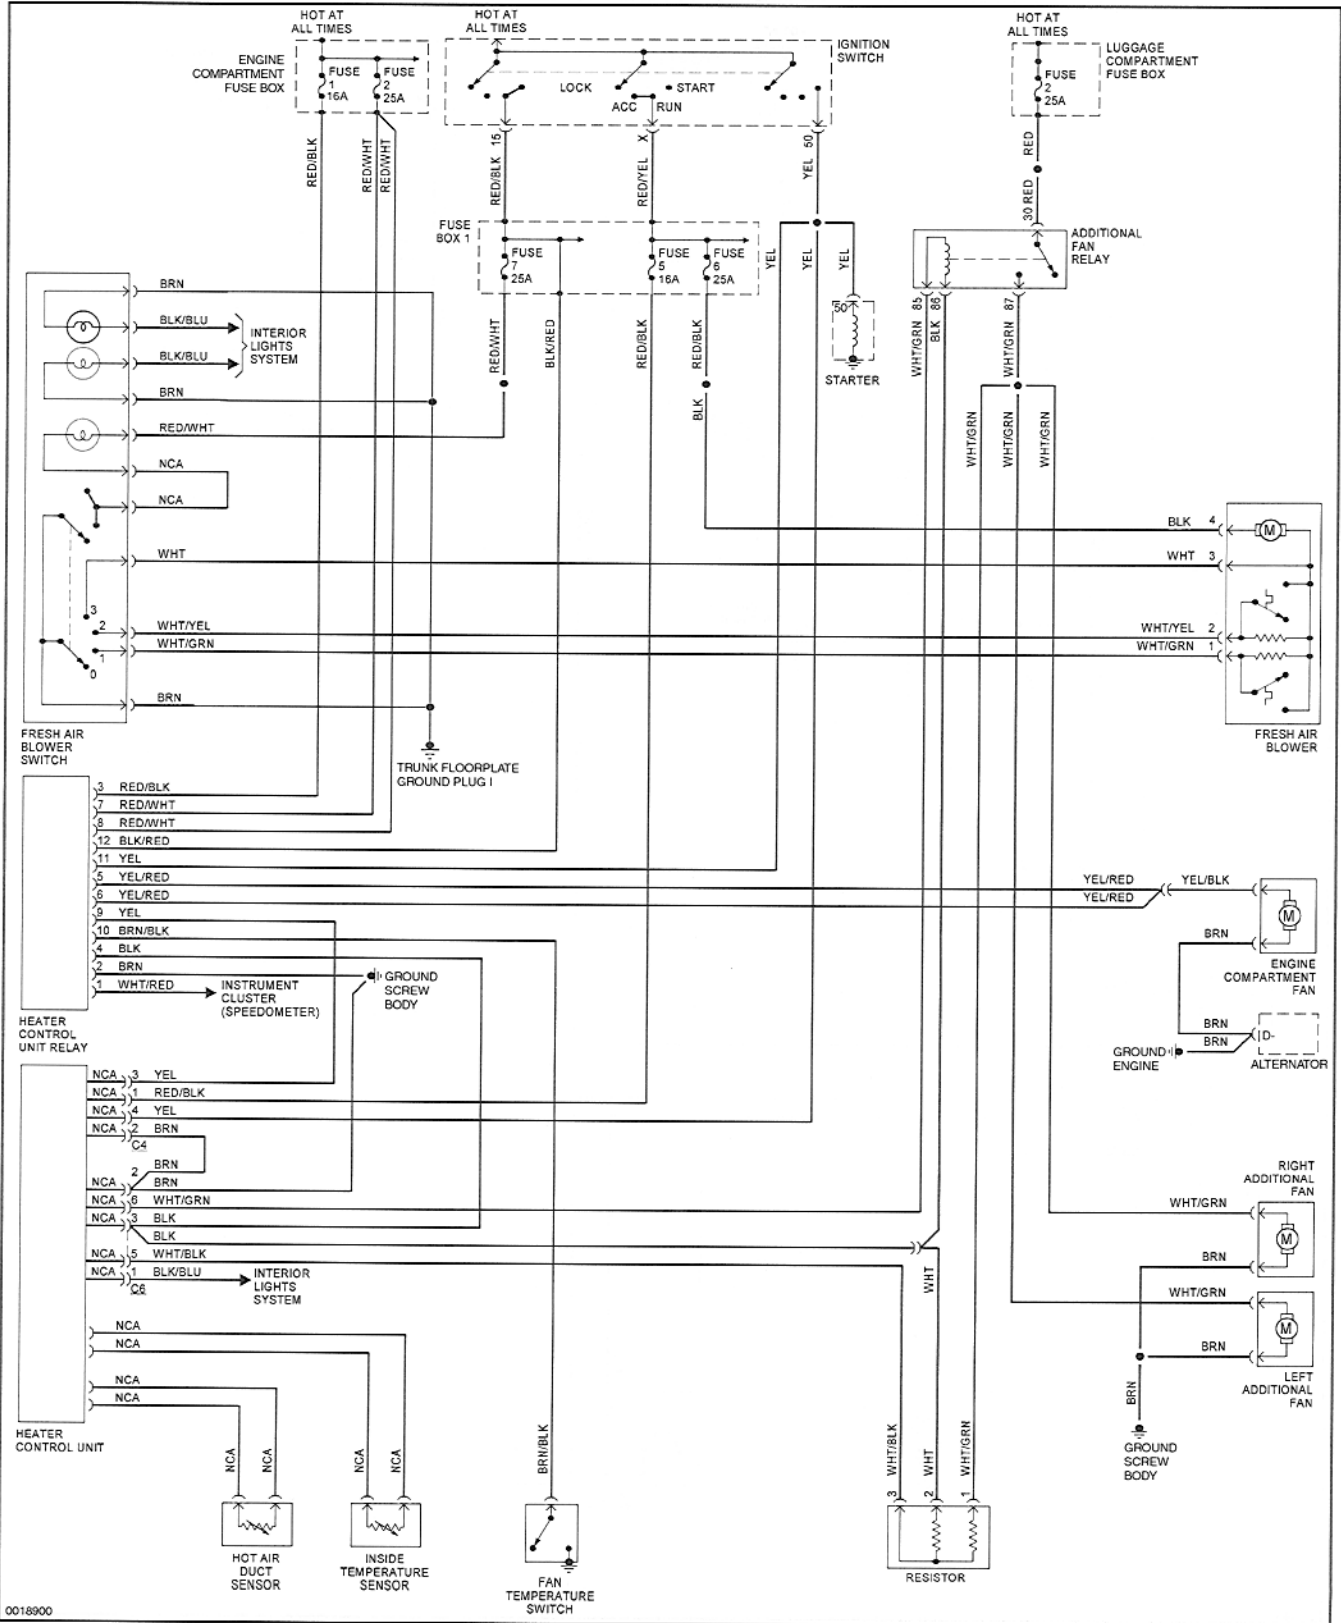 HOT AT
ALL TIMES
HOT AT
ALL TIMES
HOT AT
ALL TIMES
ENGINE
COMPARTMENT
FUSE BOX
FUSE
1
16A
FUSE
2
25A
LOCK
START
ACC
RUN
IGNITION
SWITCH
FUSE
2
25A
LUGGAGE
COMPARTMENT
FUSE BOX
RED/BLK
RED/WHT
RED/WHT
15
RED/BLK
X
RED/YEL
50
YEL
RED
30 RED
FUSE
BOX 1
FUSE
7
25A
FUSE
5
16A
FUSE
6
25A
YEL
YEL
YEL
ADDITIONAL
FAN
RELAY
RED/WHT
BLK/RED
RED/BLK
RED/BLK
BLK
50
STARTER
85
WHT/GRN
86
BLK
87
WHT/GRN
WHT/GRN
WHT/GRN
WHT/GRN
BRN
BLK/BLU
BLK/BLU
INTERIOR
LIGHTS
SYSTEM
BRN
RED/WHT
NCA
NCA
WHT
3
2
WHT/YEL
WHT/GRN
1
0
BRN
FRESH AIR
BLOWER
SWITCH
TRUNK FLOORPLATE
GROUND PLUG I
BLK 4
M
WHT 3
WHT/YEL 2
WHT/GRN 1
FRESH AIR
BLOWER
3 RED/BLK
7 RED/WHT
8 RED/WHT
12 BLK/RED
11 YEL
5 YEL/RED
6 YEL/RED
9 YEL
10 BRN/BLK
4 BLK
2 BRN
1 WHT/RED
INSTRUMENT
CLUSTER
(SPEEDOMETER)
GROUND
SCREW
BODY
HEATER
CONTROL
UNIT RELAY
YEL/RED
YEL/RED
YEL/BLK
M
BRN
ENGINE
COMPARTMENT
FAN
BRN
BRN
D-
GROUND
ENGINE
ALTERNATOR
NCA 3 YEL
NCA 1 RED/BLK
NCA 4 YEL
NCA 2 BRN
C4
2 BRN
NCA BRN
NCA 6 WHT/GRN
NCA 3 BLK
BLK
NCA 5 WHT/BLK
NCA 1 BLK/BLU
C6
INTERIOR
LIGHTS
SYSTEM
NCA
NCA
NCA
NCA
HEATER
CONTROL UNIT
RIGHT
ADDITIONAL
FAN
WHT/GRN
M
BRN
WHT/GRN
M
BRN
LEFT
ADDITIONAL
FAN
BRN
GROUND
SCREW
BODY
WHT
NCA
NCA
NCA
NCA
BRN/BLK
3
WHT/BLK
2
WHT
1
WHT/GRN
HOT AIR
DUCT
SENSOR
INSIDE
TEMPERATURE
SENSOR
FAN
TEMPERATURE
SWITCH
RESISTOR
0018900